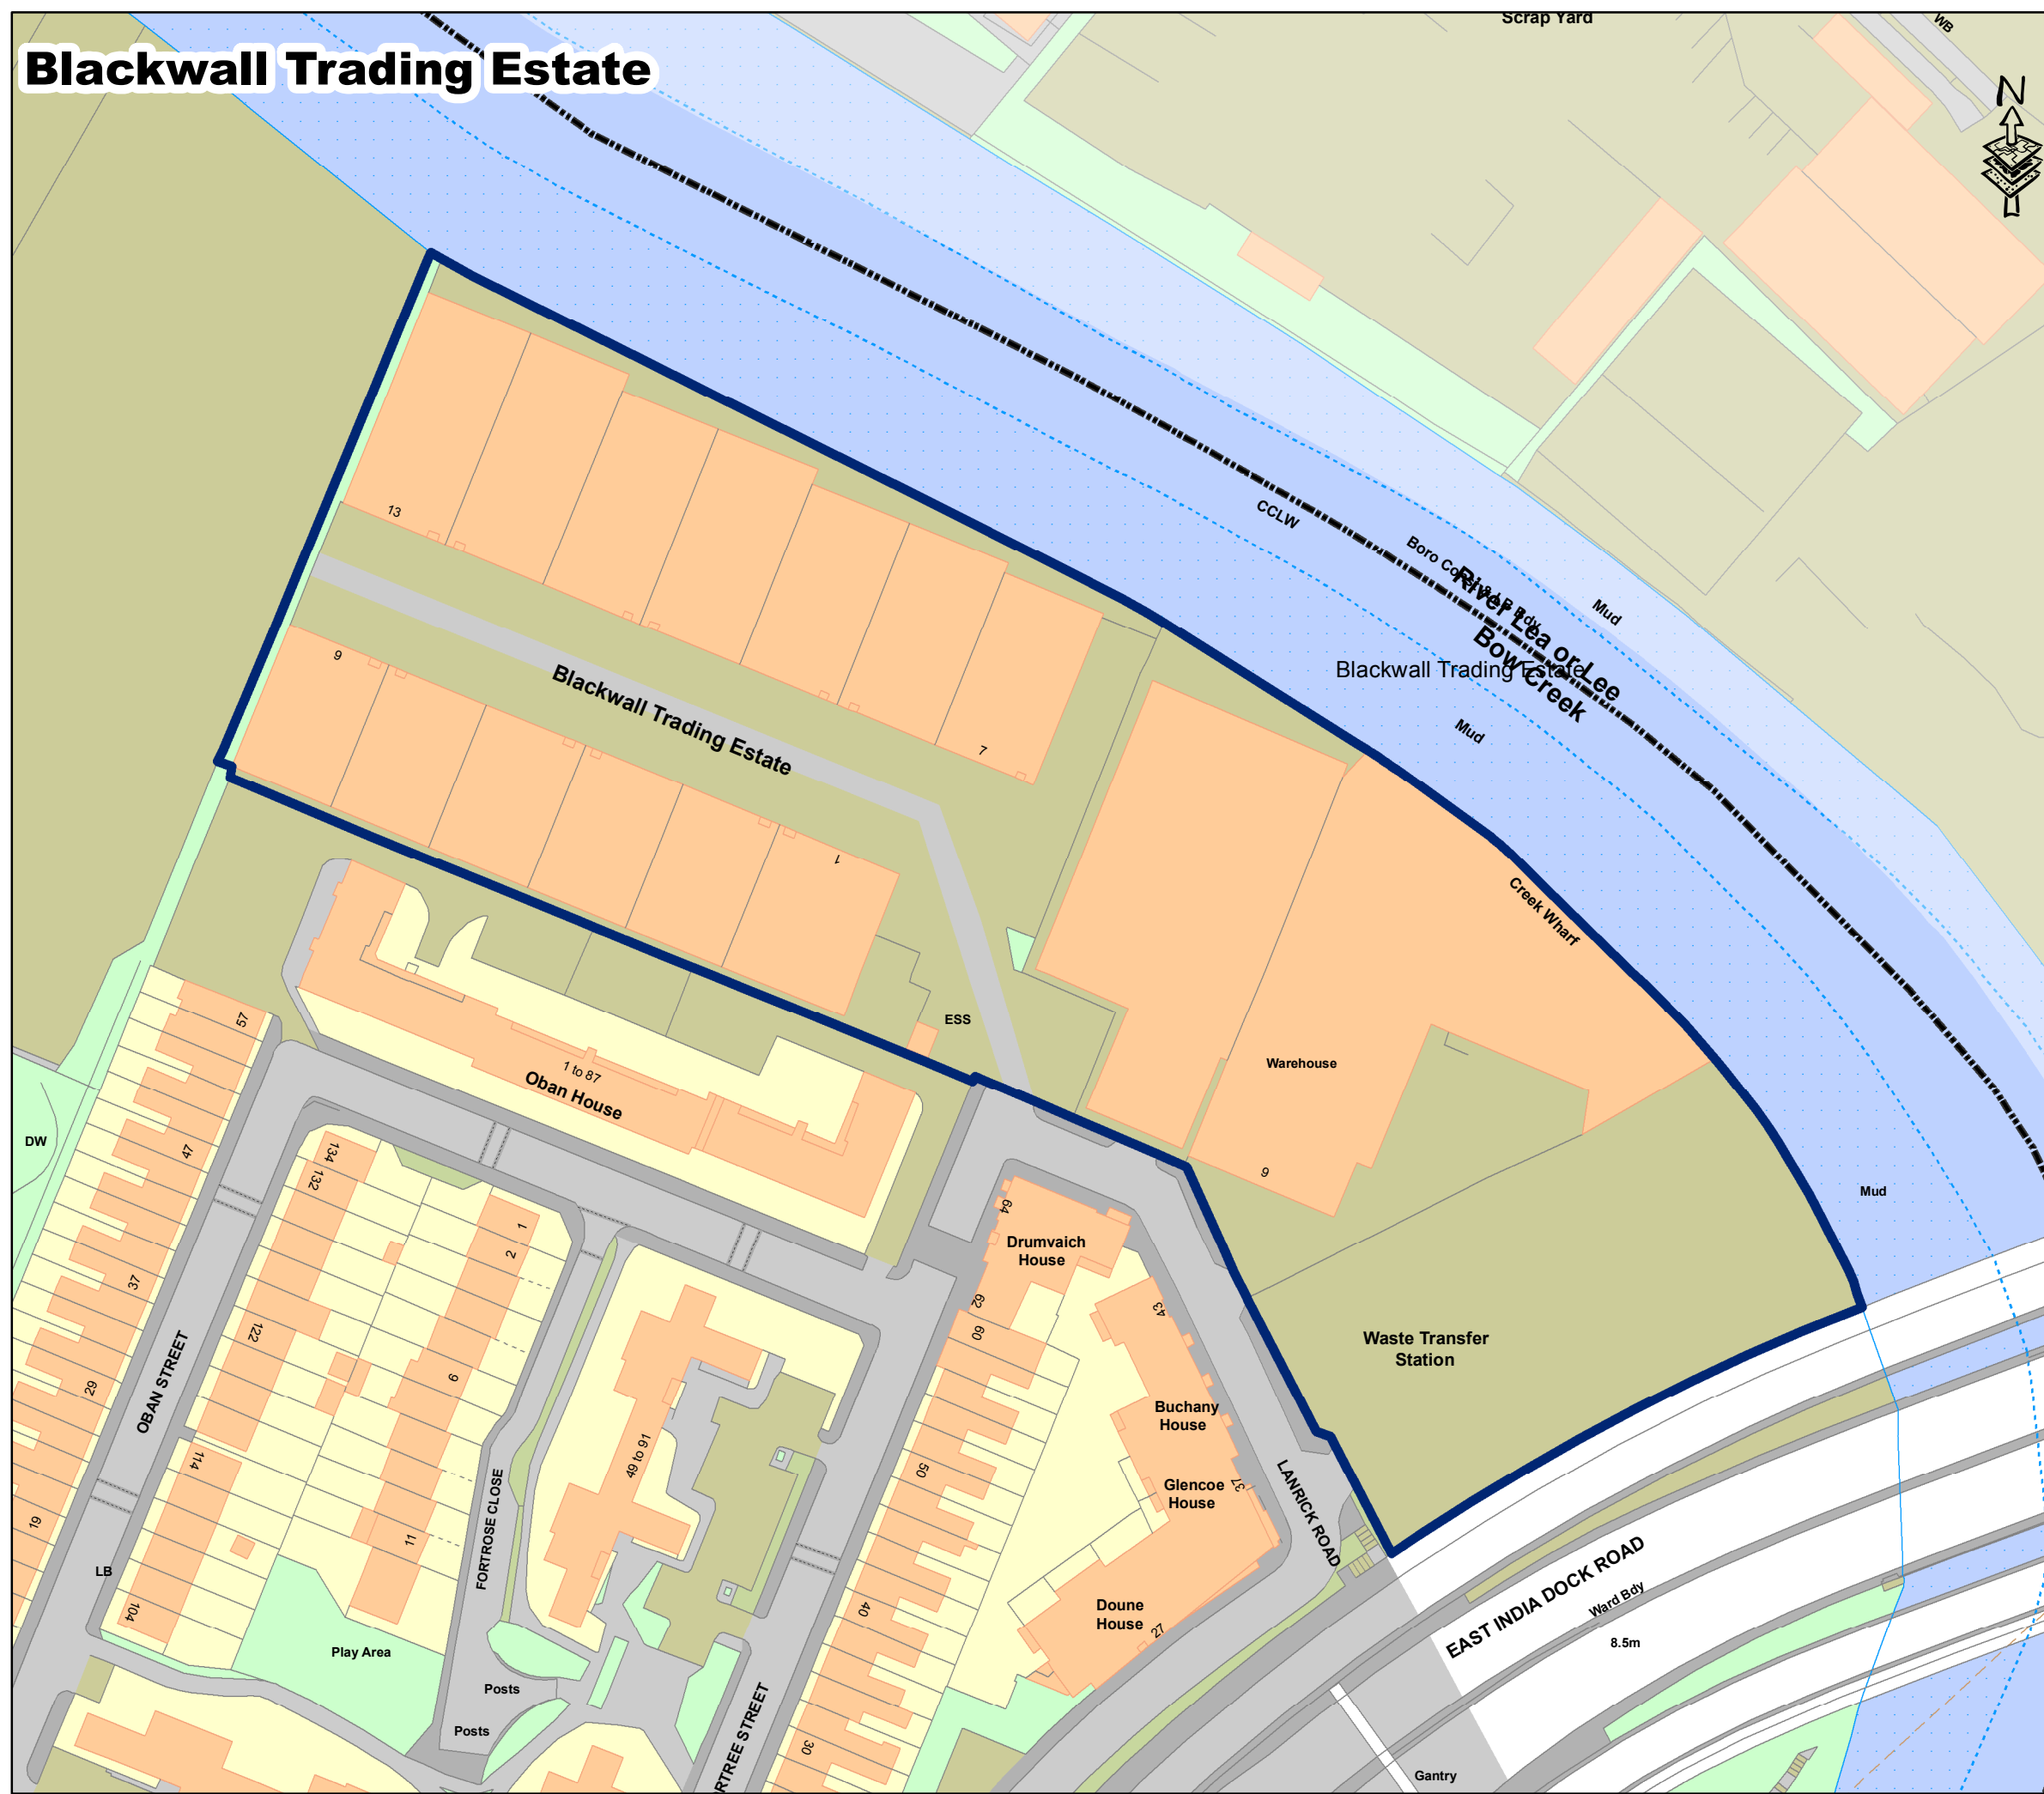 Scrap Yard
WB
Blackwall Trading Estate
N
CCLW
Boro Const & LB Bdy
River Lea or Lee
Bow Creek
Mud
Blackwall Trading Estate
Mud
13
9
7
Blackwall Trading Estate
1
Creek Wharf
57
ESS
Warehouse
1 to 87
Oban House
DW
47
134
132
9
Mud
64
1
2
Drumvaich
House
37
62
43
60
122
Waste Transfer
Station
OBAN STREET
29
6
Buchany
House
114
49 to 91
50
Glencoe
House
37
LANRICK ROAD
19
FORTROSE CLOSE
11
LB
104
40
Doune
House
27
EAST INDIA DOCK ROAD
Ward Bdy
8.5m
Play Area
Posts
Posts
RTREE STREET
30
Gantry